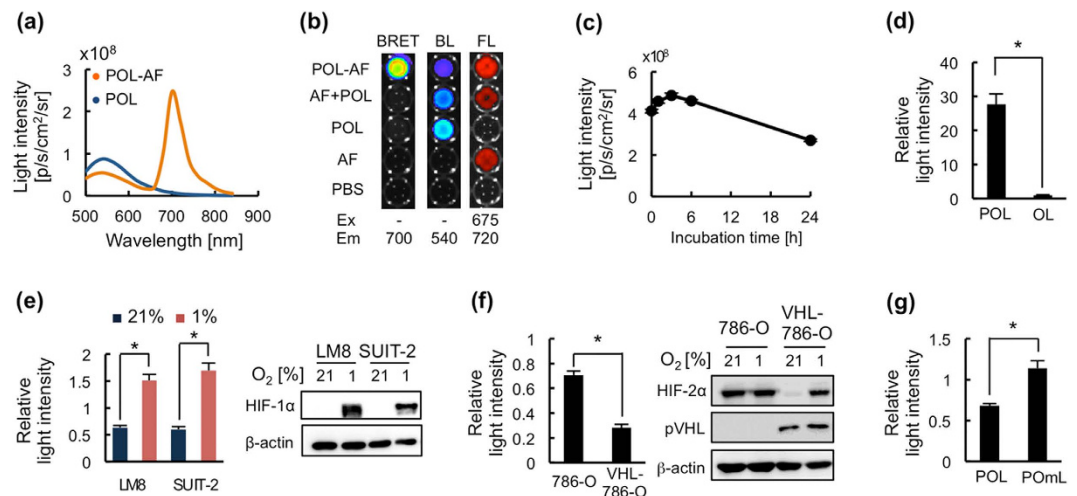 (a)
×10⁸
3
2
1
0
Light intensity
[p/s/cm2/sr]
POL-AF
POL
500 600 700 800 900
Wavelength [nm]
(b)
BRET BL FL
POL-AF
AF+POL
POL
AF
PBS
Ex - - 675
Em 700 540 720
(c)
×10⁸
6
4
2
0
Light intensity
[p/s/cm2/sr]
0 6 12 18 24
Incubation time [h]
(d)
*
40
30
20
10
0
Relative
light intensity
POL OL
(e)
21% 1%
* *
2.0
1.5
1.0
0.5
0
Relative
light intensity
LM8 SUIT-2
LM8 SUIT-2
O₂ [%] 21 1 21 1
HIF-1α
β-actin
(f)
*
1
0.8
0.6
0.4
0.2
0
Relative
light intensity
786-O VHL-
786-O
786-O VHL-
786-O
O₂ [%] 21 1 21 1
HIF-2α
pVHL
β-actin
(g)
*
1.5
1
0.5
0
Relative
light intensity
POL POmL